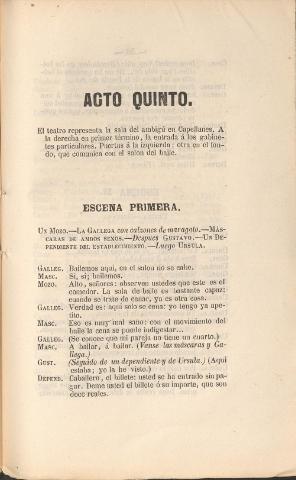 ACTO QUINTO.
El teatro representa la sala del ambigú en Capellanes. A
la derecha en primer término, la entrada á los gabine-
tes particulares. Puertas á la izquierda: otra en el fon-
do, que comunica con el salon del baile.
ESCENA PRIMERA.
UN MOZO.—LA GALLEGA con calzones de maragoto.—MÁS-
CARAS DE AMBOS SEXOS.—Despues GUSTAVO.—UN DE-
PENDIENTE DEL ESTABLECIMIENTO.—Luego ÚRSULA.
GALLEG. Bailemos aquí, en el salon no se cabe.
MASC. Sí, si; bailemos.
MOZO. Alto, señores: observen ustedes que este es el
comedor. La sala de baile es bastante capaz:
cuando se trate de cenar, ya es otra cosa.
GALLEG. Verdad es: aquí solo se cena: yo tengo ya ape-
tito.
MASC. Eso es muy mal sano: con el movimiento del
baile la cena se puede indigestar...
GALLEG. (Se conoce que mi pareja no tiene un cuarto.)
MASC. A bailar, á bailar. (Vanse las máscaras y Ga-
llega.)
GUST. (Seguido de un dependiente y de Ursula.) (Aquí
estaba; yo la he visto.)
DEPEND. Caballero, el billete: usted se ha entrado sin pa-
gar. Deme usted el billete ó su importe, que son
doce reales.